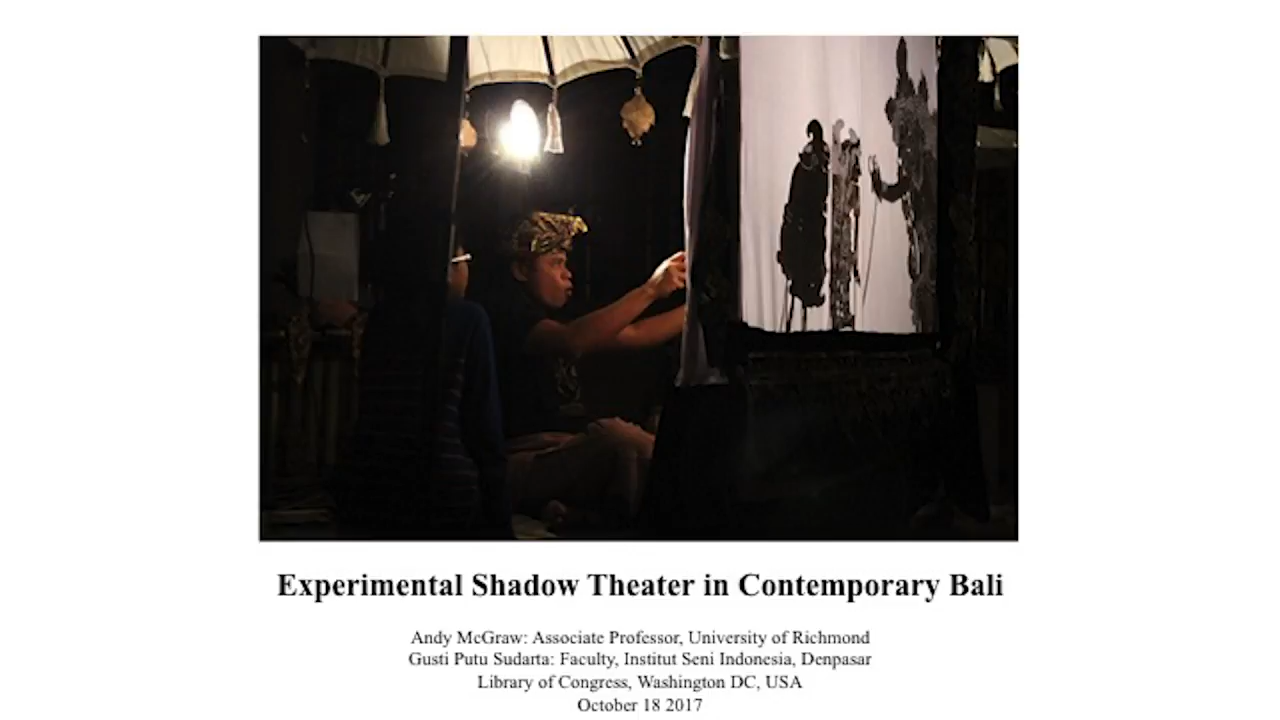 Experimental Shadow Theater in Contemporary Bali
Andy McGraw: Associate Professor, University of Richmond
Gusti Putu Sudarta: Faculty, Institut Seni Indonesia, Denpasar
Library of Congress, Washington DC, USA
October 18 2017